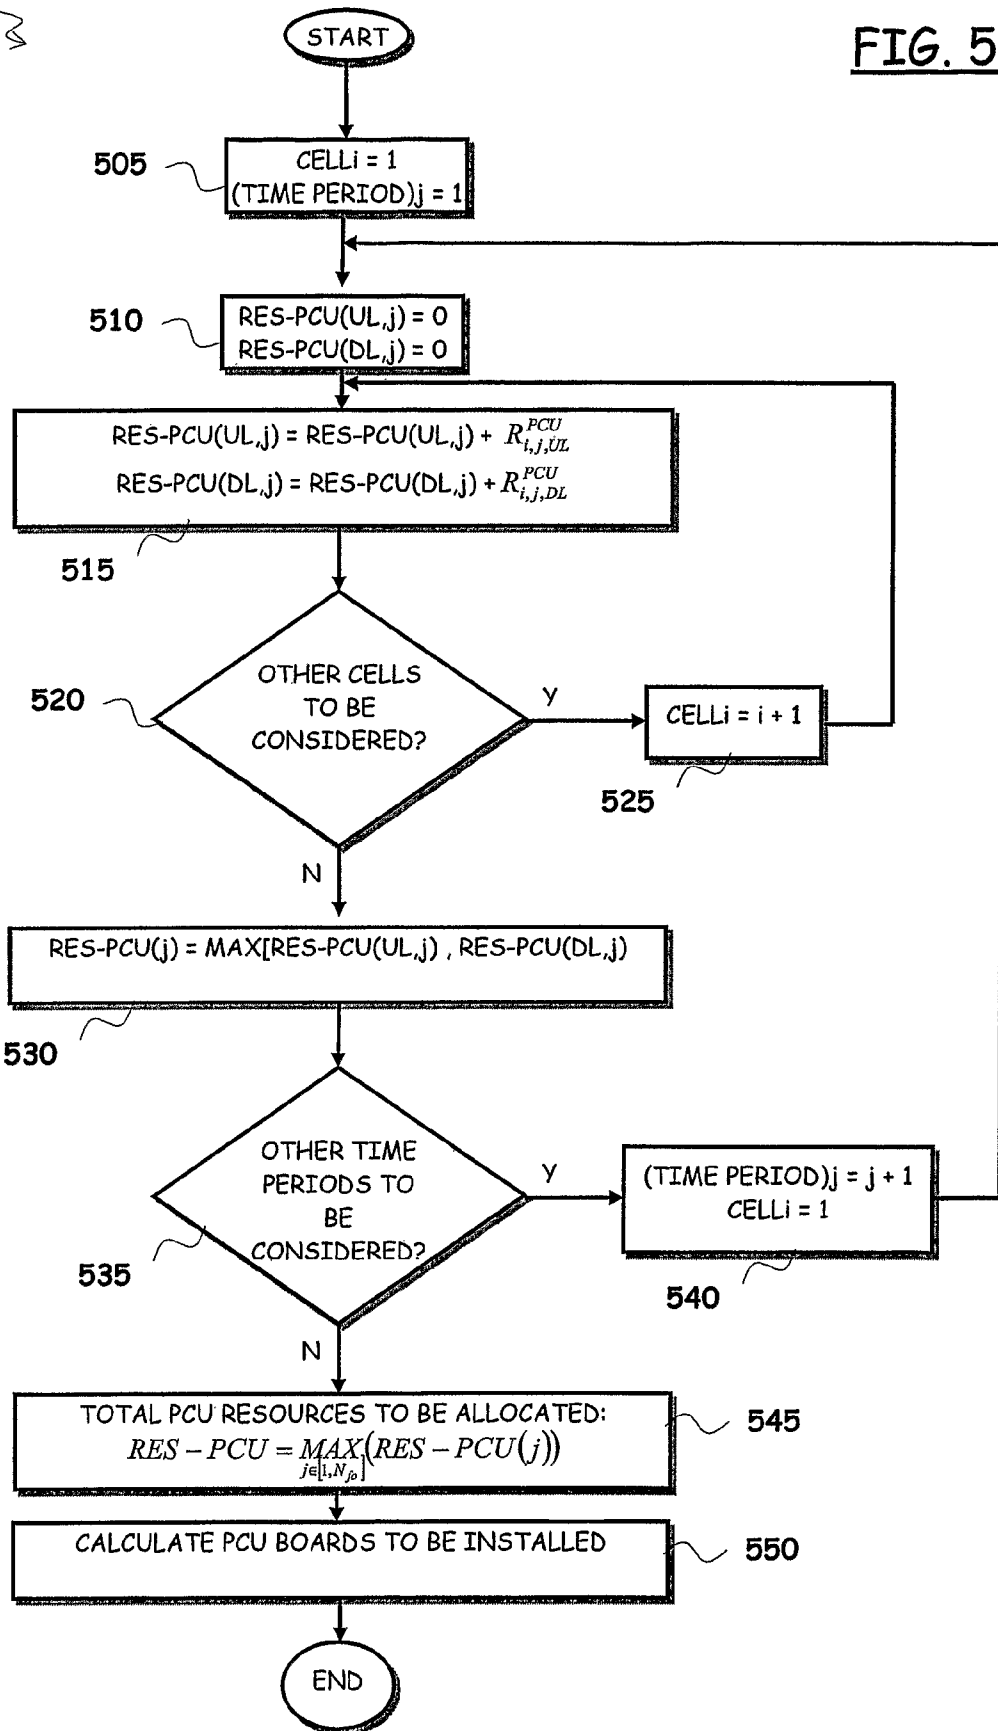 START
FIG. 5
505
CELLi = 1
(TIME PERIOD)j = 1
510
RES-PCU(UL,j) = 0
RES-PCU(DL,j) = 0
RES-PCU(UL,j) = RES-PCU(UL,j) + R^{PCU}_{i,j,UL}
RES-PCU(DL,j) = RES-PCU(DL,j) + R^{PCU}_{i,j,DL}
515
520
OTHER CELLS
TO BE
CONSIDERED?
Y
CELLi = i + 1
525
N
RES-PCU(j) = MAX[RES-PCU(UL,j) , RES-PCU(DL,j)
530
535
OTHER TIME
PERIODS TO
BE
CONSIDERED?
Y
(TIME PERIOD)j = j + 1
CELLi = 1
540
N
TOTAL PCU RESOURCES TO BE ALLOCATED:
RES – PCU = MAX(RES – PCU(j))
j∈[1,N_{jo}]
545
CALCULATE PCU BOARDS TO BE INSTALLED
550
END